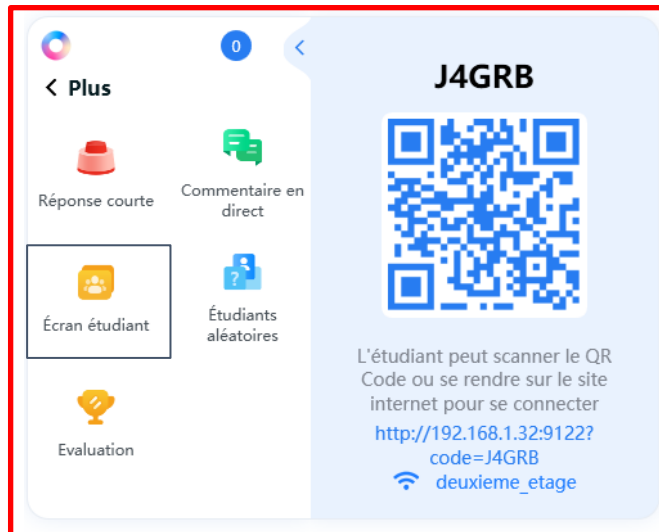 0
Plus
Réponse courte
Commentaire en
direct
Écran étudiant
?
Étudiants
aléatoires
Evaluation
J4GRB
L'étudiant peut scanner le QR
Code ou se rendre sur le site
internet pour se connecter
http://192.168.1.32:9122?
code=J4GRB
deuxieme_etage